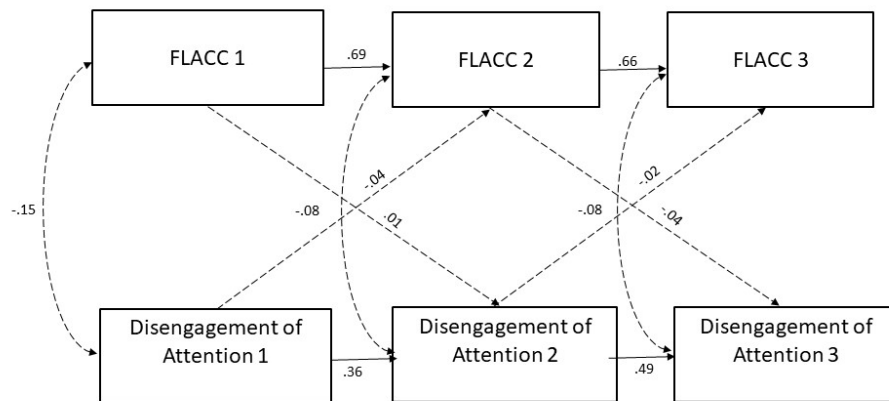 FLACC 1
.69
FLACC 2
.66
FLACC 3
-.15
-.08
-.04
.01
-.08
-.02
-.04
Disengagement of
Attention 1
.36
Disengagement of
Attention 2
.49
Disengagement of
Attention 3